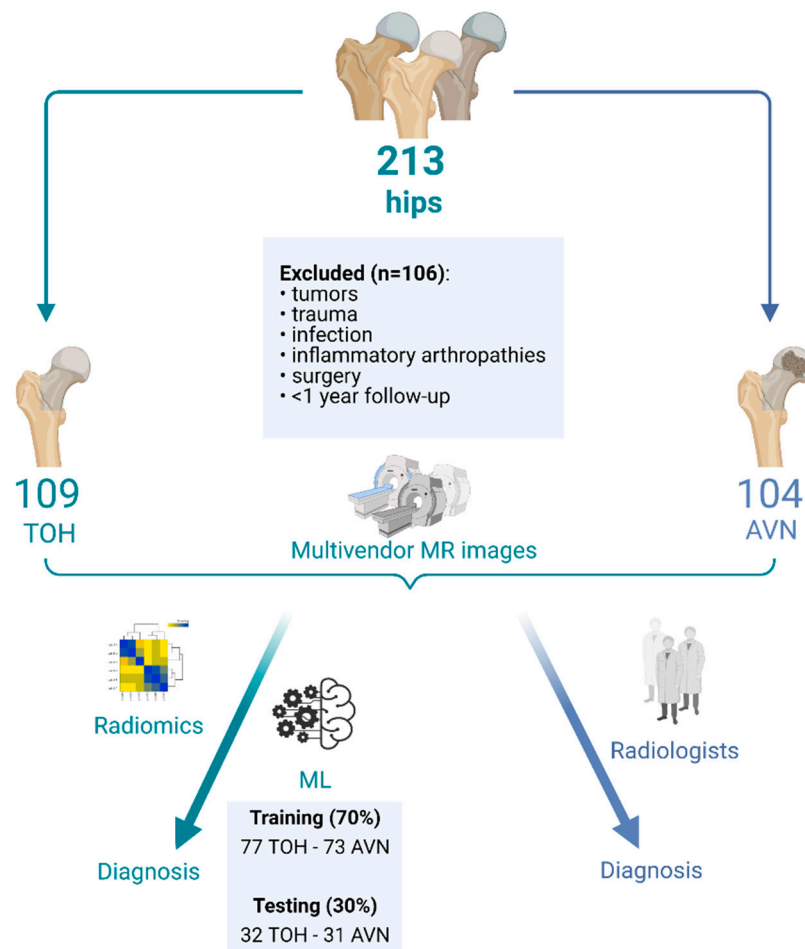 213
hips
Excluded (n=106):
• tumors
• trauma
• infection
• inflammatory arthropathies
• surgery
• <1 year follow-up
109
TOH
104
AVN
Multivendor MR images
Radiomics
ML
Radiologists
Training (70%)
77 TOH - 73 AVN
Diagnosis
Diagnosis
Testing (30%)
32 TOH - 31 AVN